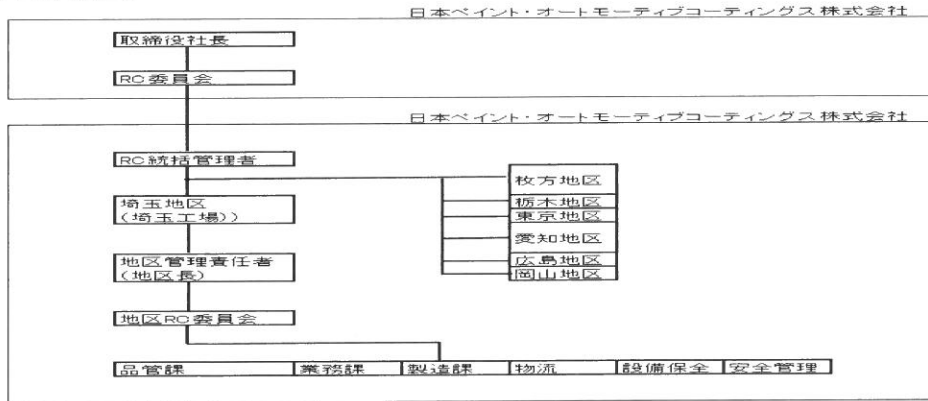 日本ペイント・オートモーティブコーティングス株式会社
取締役社長
RC委員会
日本ペイント・オートモーティブコーティングス株式会社
RC統括管理者
枚方地区
埼玉地区
(埼玉工場))
栃木地区
東京地区
愛知地区
地区管理責任者
(地区長)
広島地区
岡山地区
地区RC委員会
品管課 業務課 製造課 物流 設備保全 安全管理